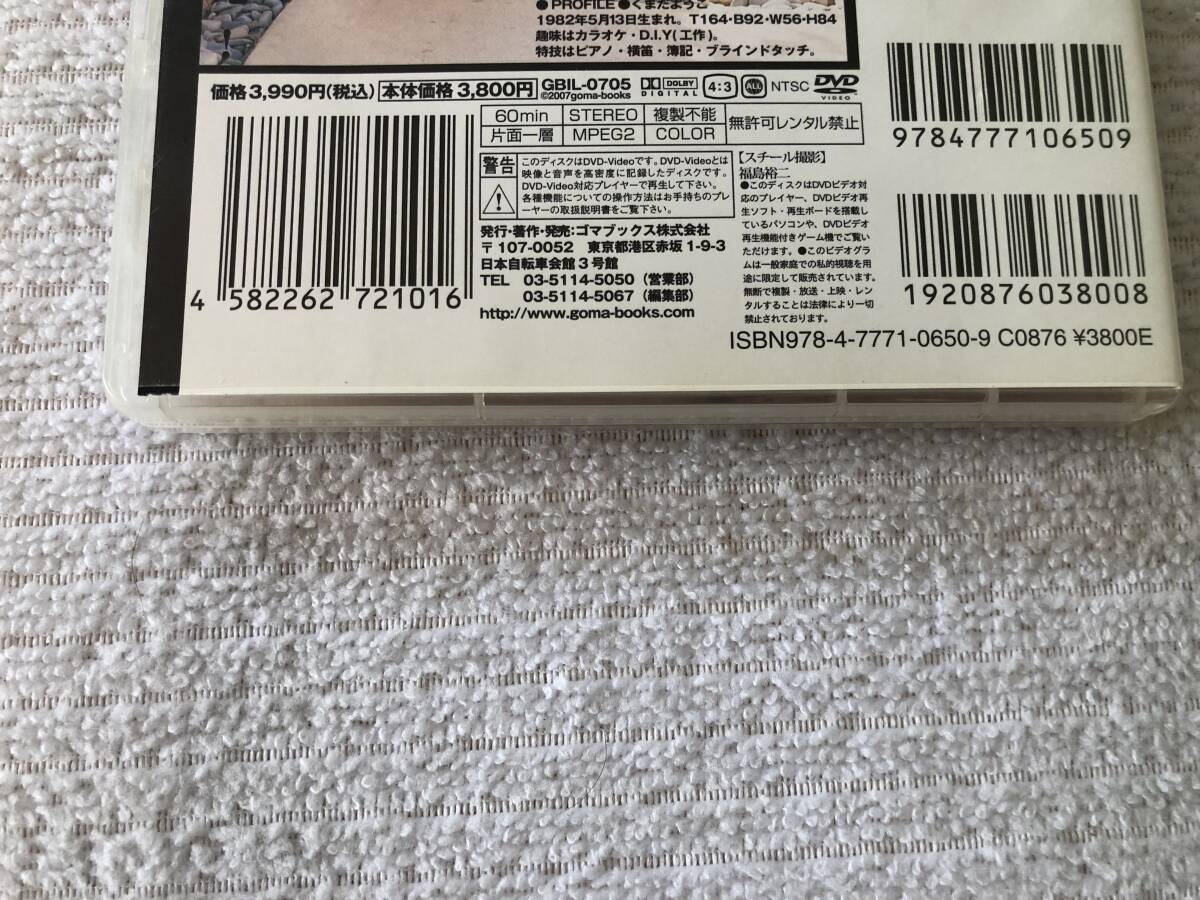 ●PROFILE●くまだようこ
1982年5月13日生まれ。T164・B92・W56・H84
趣味はカラオケ・D.I.Y(工作)。
特技はピアノ・横笛・簿記・ブラインドタッチ。
価格3,990円(税込) 本体価格3,800円 GBIL-0705
©2007goma-books
DOLBY DIGITAL 4:3 ALL NTSC DVD VIDEO
60min STEREO 複製不能 無許可レンタル禁止
片面一層 MPEG2 COLOR
警告
このディスクはDVD-Videoです。DVD-Videoとは
映像と音声を高密度に記録したディスクです。
DVD-Video対応プレイヤーで再生して下さい。
各種機能についての操作方法はお手持ちのプレ
ーヤーの取扱説明書をご覧下さい。
発行・著作・発売:ゴマブックス株式会社
〒107-0052 東京都港区赤坂1-9-3
日本自転車会館3号館
TEL 03-5114-5050(営業部)
03-5114-5067(編集部)
http://www.goma-books.com
4 582262 721016
【スチール撮影】
福島裕二
●このディスクはDVDビデオ対
応のプレイヤー、DVDビデオ再
生ソフト・再生ボードを搭載し
ているパソコンや、DVDビデオ
再生機能付きゲーム機でご覧い
ただけます。●このビデオグラ
ムは一般家庭での私的視聴を用
途に限定して販売されています。
無断で複製・放送・上映・レン
タルすることは法律により一切
禁止されております。
9784777106509
1920876038008
ISBN978-4-7771-0650-9 C0876 ¥3800E